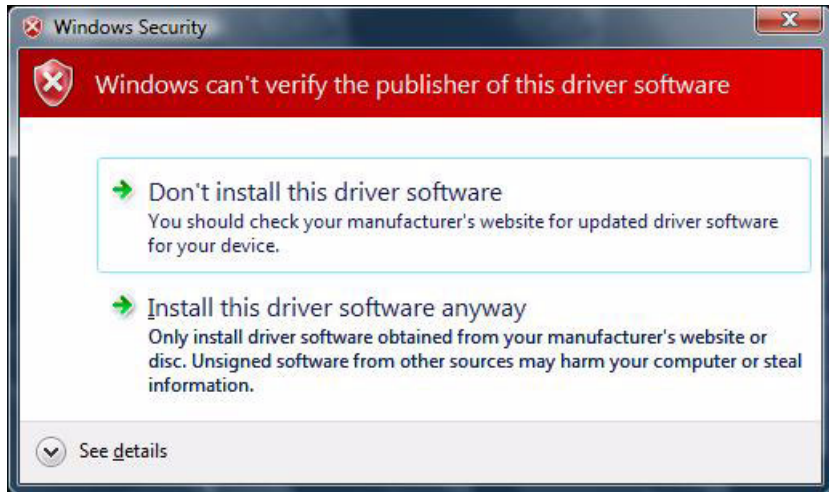 Windows Security
Windows can't verify the publisher of this driver software
Don't install this driver software
You should check your manufacturer's website for updated driver software
for your device.
Install this driver software anyway
Only install driver software obtained from your manufacturer's website or
disc. Unsigned software from other sources may harm your computer or steal
information.
See details